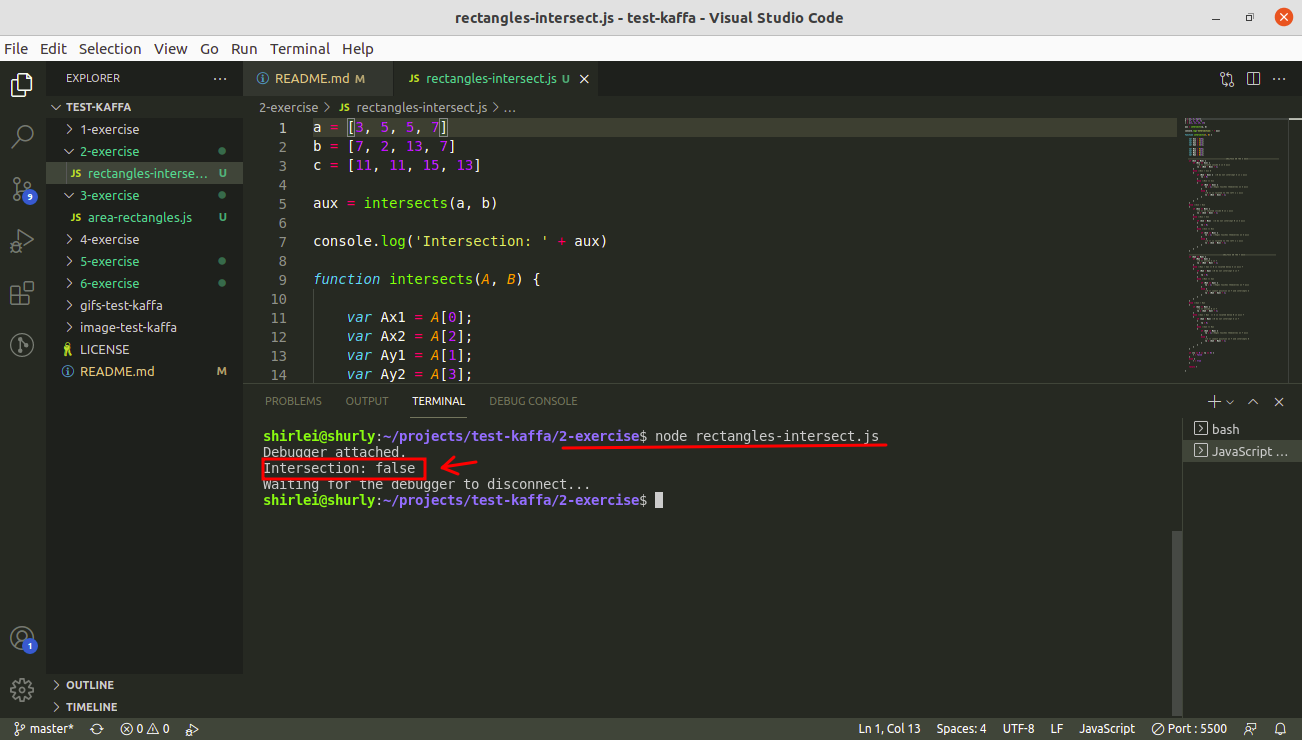 rectangles-intersect.js - test-kaffa - Visual Studio Code
File Edit Selection View Go Run Terminal Help
EXPLORER
TEST-KAFFA
1-exercise
2-exercise
JS rectangles-interse... U
3-exercise
JS area-rectangles.js U
4-exercise
5-exercise
6-exercise
gifs-test-kaffa
image-test-kaffa
LICENSE
README.md M
OUTLINE
TIMELINE
9
1
README.md M
JS rectangles-intersect.js U
2-exercise > JS rectangles-intersect.js > ...
1 a = [3, 5, 5, 7]
2 b = [7, 2, 13, 7]
3 c = [11, 11, 15, 13]
4
5 aux = intersects(a, b)
6
7 console.log('Intersection: ' + aux)
8
9 function intersects(A, B) {
10
11 var Ax1 = A[0];
12 var Ax2 = A[2];
13 var Ay1 = A[1];
14 var Ay2 = A[3];
PROBLEMS OUTPUT TERMINAL DEBUG CONSOLE
shirlei@shurly:~/projects/test-kaffa/2-exercise$ node rectangles-intersect.js
Debugger attached.
Intersection: false
Waiting for the debugger to disconnect...
shirlei@shurly:~/projects/test-kaffa/2-exercise$
bash
JavaScript ...
master* 0 0 Ln 1, Col 13 Spaces: 4 UTF-8 LF JavaScript Port : 5500